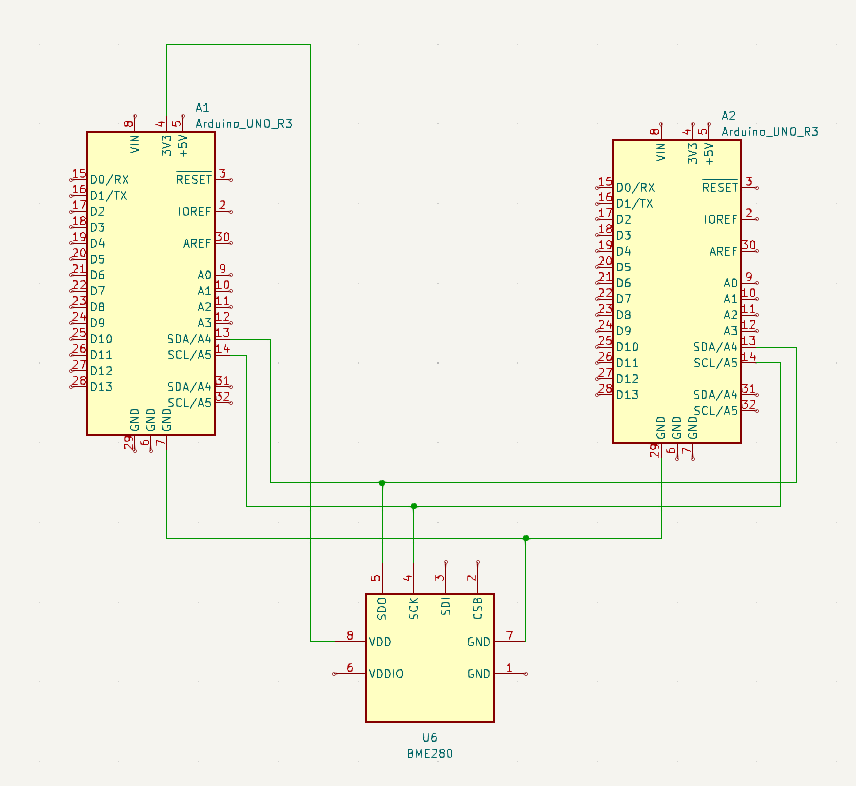 A1
Arduino_UNO_R3
8 VIN
4 3V3
5 +5V
15 D0/RX
16 D1/TX
17 D2
18 D3
19 D4
20 D5
21 D6
22 D7
23 D8
24 D9
25 D10
26 D11
27 D12
28 D13
RESET 3
IOREF 2
AREF 30
A0 9
A1 10
A2 11
A3 12
SDA/A4 13
SCL/A5 14
SDA/A4 31
SCL/A5 32
GND 29
GND 6
GND 7
A2
Arduino_UNO_R3
8 VIN
4 3V3
5 +5V
15 D0/RX
16 D1/TX
17 D2
18 D3
19 D4
20 D5
21 D6
22 D7
23 D8
24 D9
25 D10
26 D11
27 D12
28 D13
RESET 3
IOREF 2
AREF 30
A0 9
A1 10
A2 11
A3 12
SDA/A4 13
SCL/A5 14
SDA/A4 31
SCL/A5 32
GND 29
GND 6
GND 7
5 SDO
4 SCK
3 SDI
2 CSB
8 VDD
6 VDDIO
GND 7
GND 1
U6
BME280